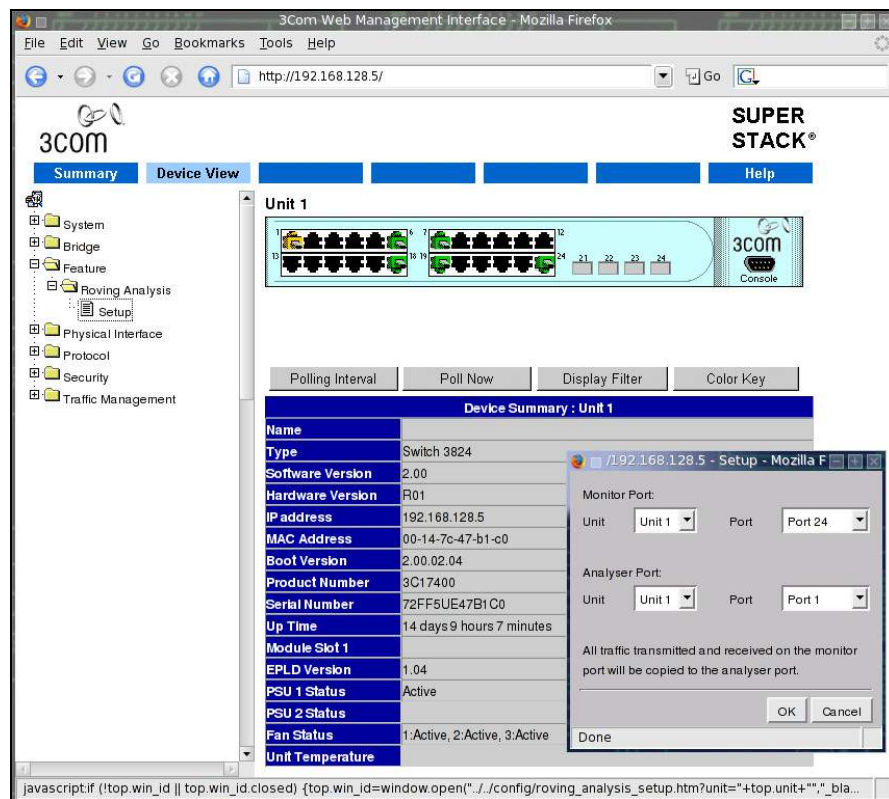 3Com Web Management Interface - Mozilla Firefox
File Edit View Go Bookmarks Tools Help
http://192.168.128.5/ Go
3COM
SUPER
STACK®
Summary Device View Help
System
Bridge
Feature
Roving Analysis
Setup
Physical Interface
Protocol
Security
Traffic Management
Unit 1
1 6 7 12
13 18 19 24 21 22 23 24
3COM
Console
Polling Interval Poll Now Display Filter Color Key
Device Summary : Unit 1
Name
Type Switch 3824
Software Version 2.00
Hardware Version R01
IP address 192.168.128.5
MAC Address 00-14-7c-47-b1-c0
Boot Version 2.00.02.04
Product Number 3C17400
Serial Number 72FF5UE47B1C0
Up Time 14 days 9 hours 7 minutes
Module Slot 1
EPLD Version 1.04
PSU 1 Status Active
PSU 2 Status
Fan Status 1:Active, 2:Active, 3:Active
Unit Temperature
/192.168.128.5 - Setup - Mozilla F
Monitor Port:
Unit Unit 1 Port Port 24
Analyser Port:
Unit Unit 1 Port Port 1
All traffic transmitted and received on the monitor
port will be copied to the analyser port.
OK Cancel
Done
javascript:if (!top.win_id || top.win_id.closed) {top.win_id=window.open("../../config/roving_analysis_setup.htm?unit="+top.unit+"","_bla...